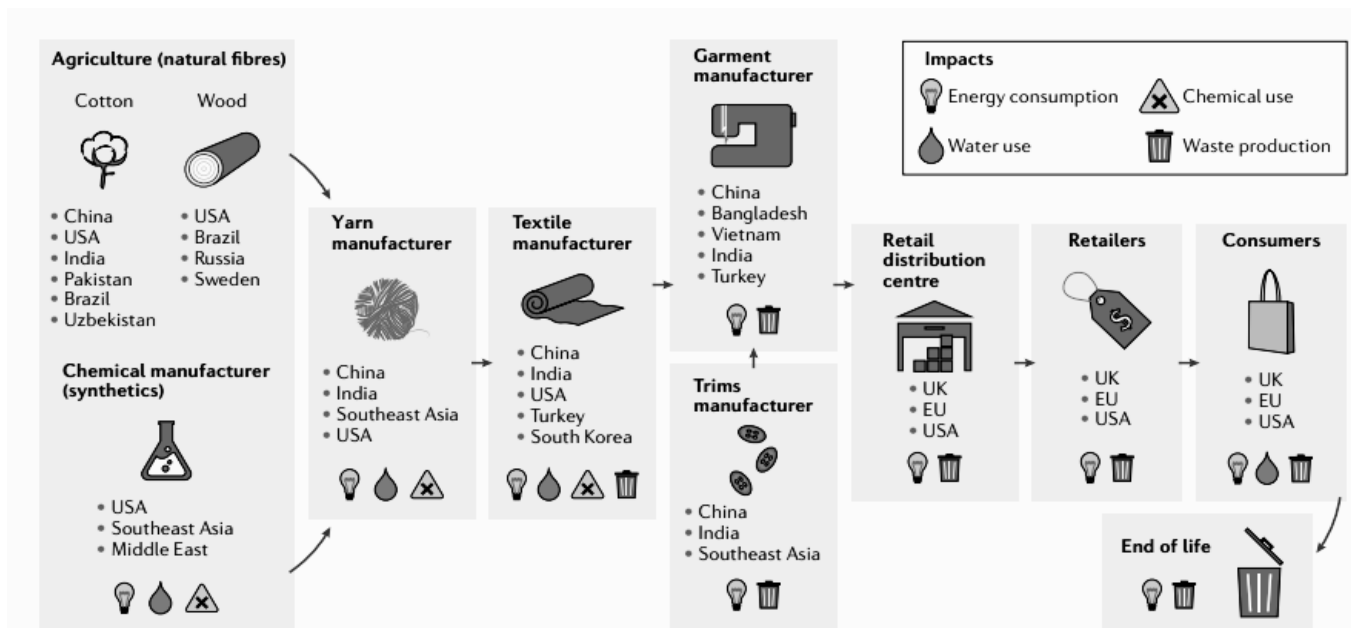 Agriculture (natural fibres)
Cotton
• China
• USA
• India
• Pakistan
• Brazil
• Uzbekistan
Wood
• USA
• Brazil
• Russia
• Sweden
Chemical manufacturer
(synthetics)
• USA
• Southeast Asia
• Middle East
Yarn
manufacturer
• China
• India
• Southeast Asia
• USA
Textile
manufacturer
• China
• India
• USA
• Turkey
• South Korea
Garment
manufacturer
• China
• Bangladesh
• Vietnam
• India
• Turkey
Trims
manufacturer
• China
• India
• Southeast Asia
Impacts
Energy consumption
Chemical use
Water use
Waste production
Retail
distribution
centre
• UK
• EU
• USA
Retailers
$
• UK
• EU
• USA
Consumers
• UK
• EU
• USA
End of life